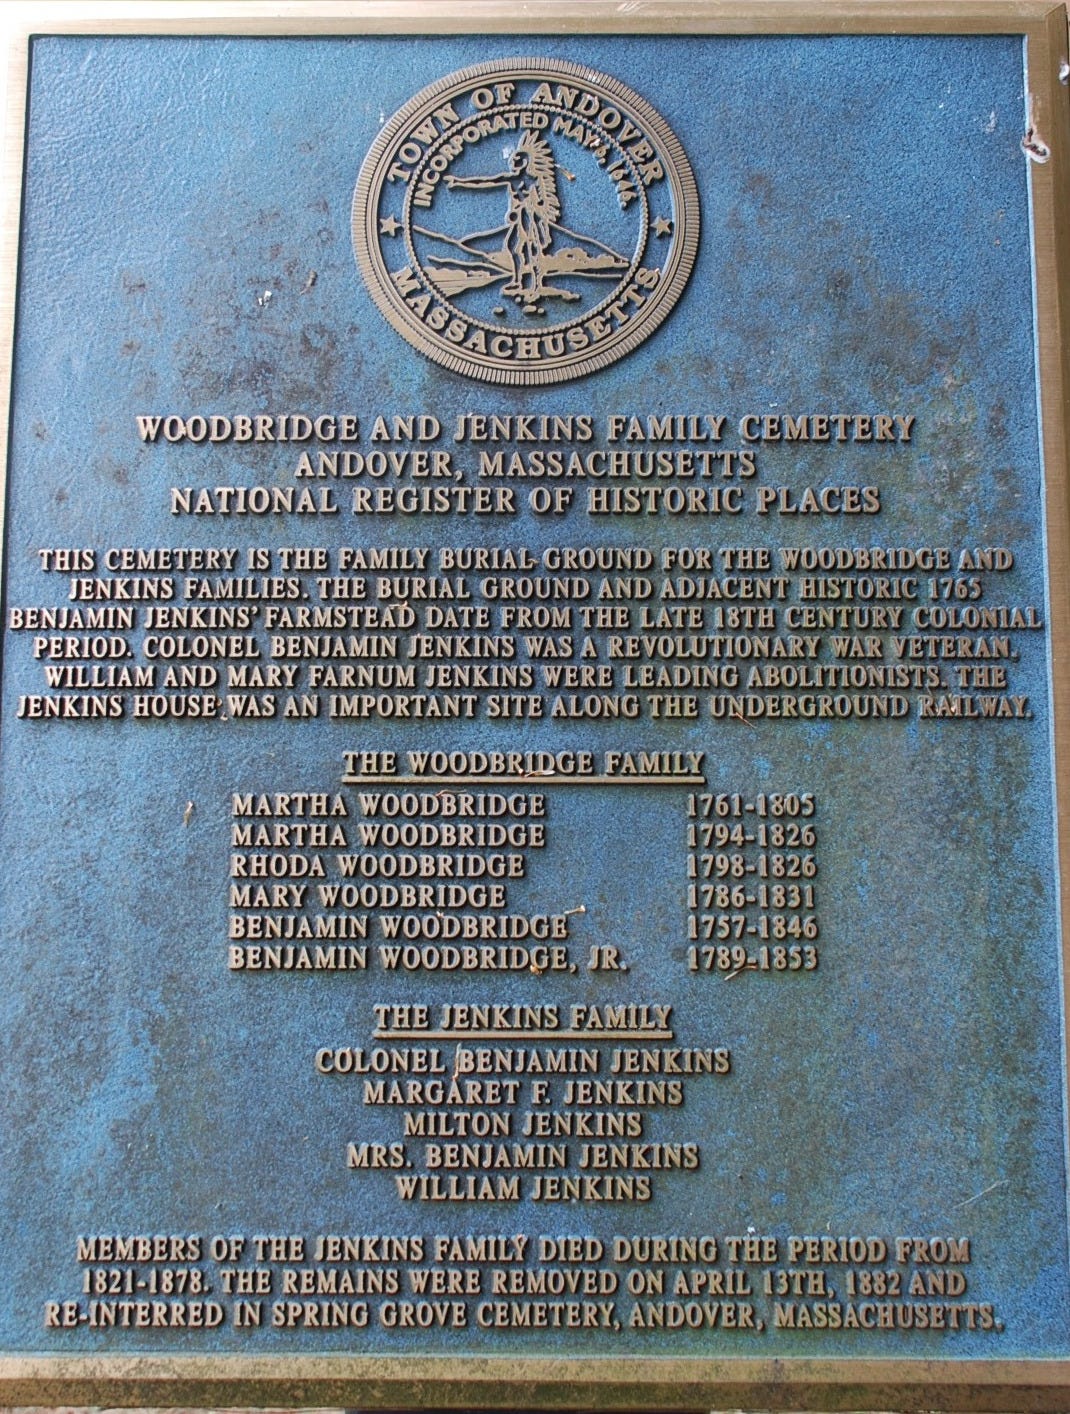 TOWN OF ANDOVER
INCORPORATED MAY 6, 1646
MASSACHUSETTS
WOODBRIDGE AND JENKINS FAMILY CEMETERY
ANDOVER, MASSACHUSETTS
NATIONAL REGISTER OF HISTORIC PLACES
THIS CEMETERY IS THE FAMILY BURIAL GROUND FOR THE WOODBRIDGE AND
JENKINS FAMILIES. THE BURIAL GROUND AND ADJACENT HISTORIC 1765
BENJAMIN JENKINS' FARMSTEAD DATE FROM THE LATE 18TH CENTURY COLONIAL
PERIOD. COLONEL BENJAMIN JENKINS WAS A REVOLUTIONARY WAR VETERAN.
WILLIAM AND MARY FARNUM JENKINS WERE LEADING ABOLITIONISTS. THE
JENKINS HOUSE WAS AN IMPORTANT SITE ALONG THE UNDERGROUND RAILWAY.
THE WOODBRIDGE FAMILY
MARTHA WOODBRIDGE 1761-1805
MARTHA WOODBRIDGE 1794-1826
RHODA WOODBRIDGE 1798-1826
MARY WOODBRIDGE 1786-1831
BENJAMIN WOODBRIDGE 1757-1846
BENJAMIN WOODBRIDGE, JR. 1789-1853
THE JENKINS FAMILY
COLONEL BENJAMIN JENKINS
MARGARET F. JENKINS
MILTON JENKINS
MRS. BENJAMIN JENKINS
WILLIAM JENKINS
MEMBERS OF THE JENKINS FAMILY DIED DURING THE PERIOD FROM
1821-1878. THE REMAINS WERE REMOVED ON APRIL 13TH, 1882 AND
RE-INTERRED IN SPRING GROVE CEMETERY, ANDOVER, MASSACHUSETTS.